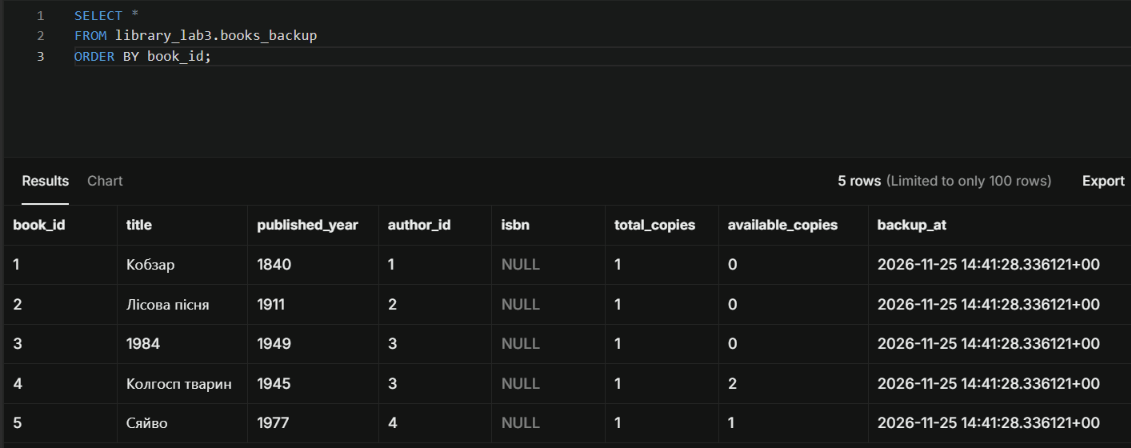 1 SELECT *
2 FROM library_lab3.books_backup
3 ORDER BY book_id;
Results Chart 5 rows (Limited to only 100 rows) Export
book_id title published_year author_id isbn total_copies available_copies backup_at
1 Кобзар 1840 1 NULL 1 0 2026-11-25 14:41:28.336121+00
2 Лісова пісня 1911 2 NULL 1 0 2026-11-25 14:41:28.336121+00
3 1984 1949 3 NULL 1 0 2026-11-25 14:41:28.336121+00
4 Колгосп тварин 1945 3 NULL 1 2 2026-11-25 14:41:28.336121+00
5 Сяйво 1977 4 NULL 1 1 2026-11-25 14:41:28.336121+00